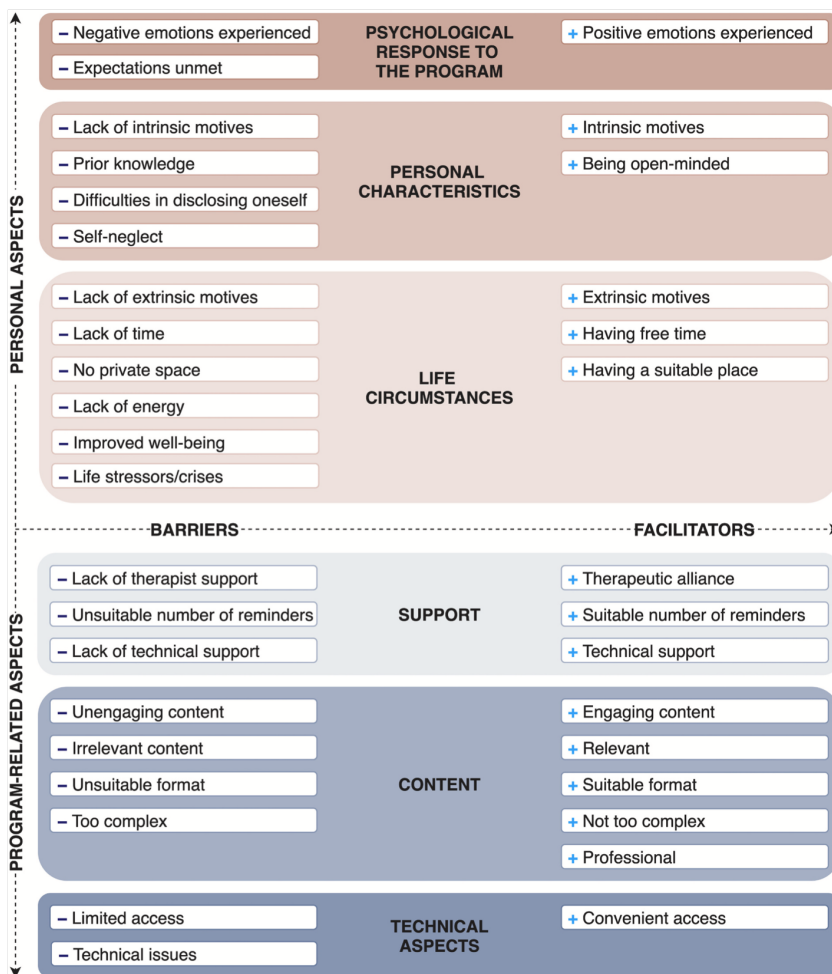 PERSONAL ASPECTS
− Negative emotions experienced
− Expectations unmet
PSYCHOLOGICAL
RESPONSE TO
THE PROGRAM
+ Positive emotions experienced
− Lack of intrinsic motives
− Prior knowledge
− Difficulties in disclosing oneself
− Self-neglect
PERSONAL
CHARACTERISTICS
+ Intrinsic motives
+ Being open-minded
− Lack of extrinsic motives
− Lack of time
− No private space
− Lack of energy
− Improved well-being
− Life stressors/crises
LIFE
CIRCUMSTANCES
+ Extrinsic motives
+ Having free time
+ Having a suitable place
BARRIERS
FACILITATORS
PROGRAM-RELATED ASPECTS
− Lack of therapist support
− Unsuitable number of reminders
− Lack of technical support
SUPPORT
+ Therapeutic alliance
+ Suitable number of reminders
+ Technical support
− Unengaging content
− Irrelevant content
− Unsuitable format
− Too complex
CONTENT
+ Engaging content
+ Relevant
+ Suitable format
+ Not too complex
+ Professional
− Limited access
− Technical issues
TECHNICAL
ASPECTS
+ Convenient access